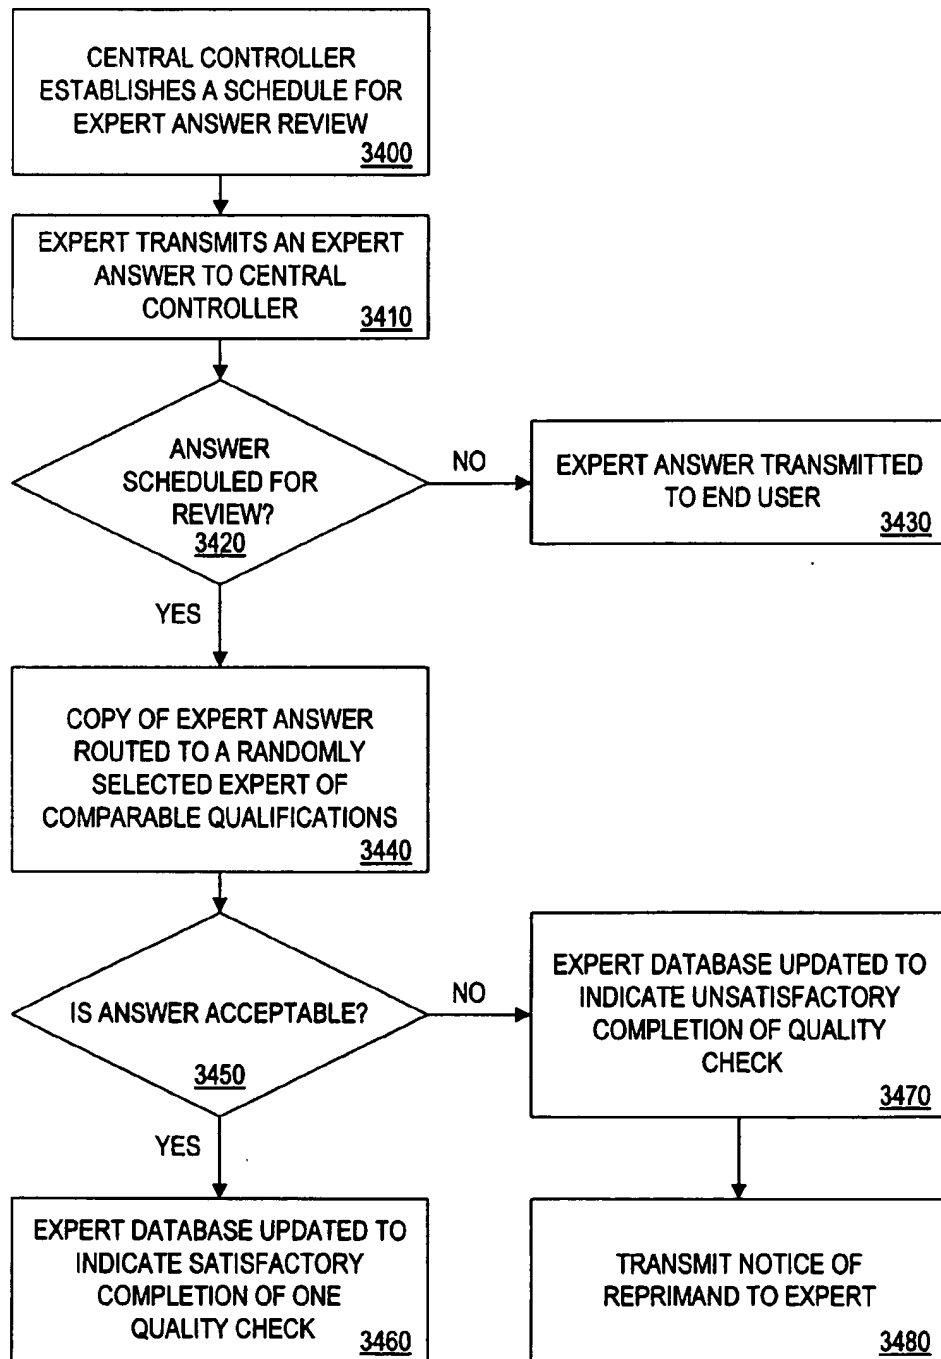 CENTRAL CONTROLLER
ESTABLISHES A SCHEDULE FOR
EXPERT ANSWER REVIEW
3400
EXPERT TRANSMITS AN EXPERT
ANSWER TO CENTRAL
CONTROLLER
3410
ANSWER
SCHEDULED FOR
REVIEW?
3420
NO
EXPERT ANSWER TRANSMITTED
TO END USER
3430
YES
COPY OF EXPERT ANSWER
ROUTED TO A RANDOMLY
SELECTED EXPERT OF
COMPARABLE QUALIFICATIONS
3440
IS ANSWER ACCEPTABLE?
3450
NO
EXPERT DATABASE UPDATED TO
INDICATE UNSATISFACTORY
COMPLETION OF QUALITY
CHECK
3470
YES
EXPERT DATABASE UPDATED TO
INDICATE SATISFACTORY
COMPLETION OF ONE
QUALITY CHECK
3460
TRANSMIT NOTICE OF
REPRIMAND TO EXPERT
3480